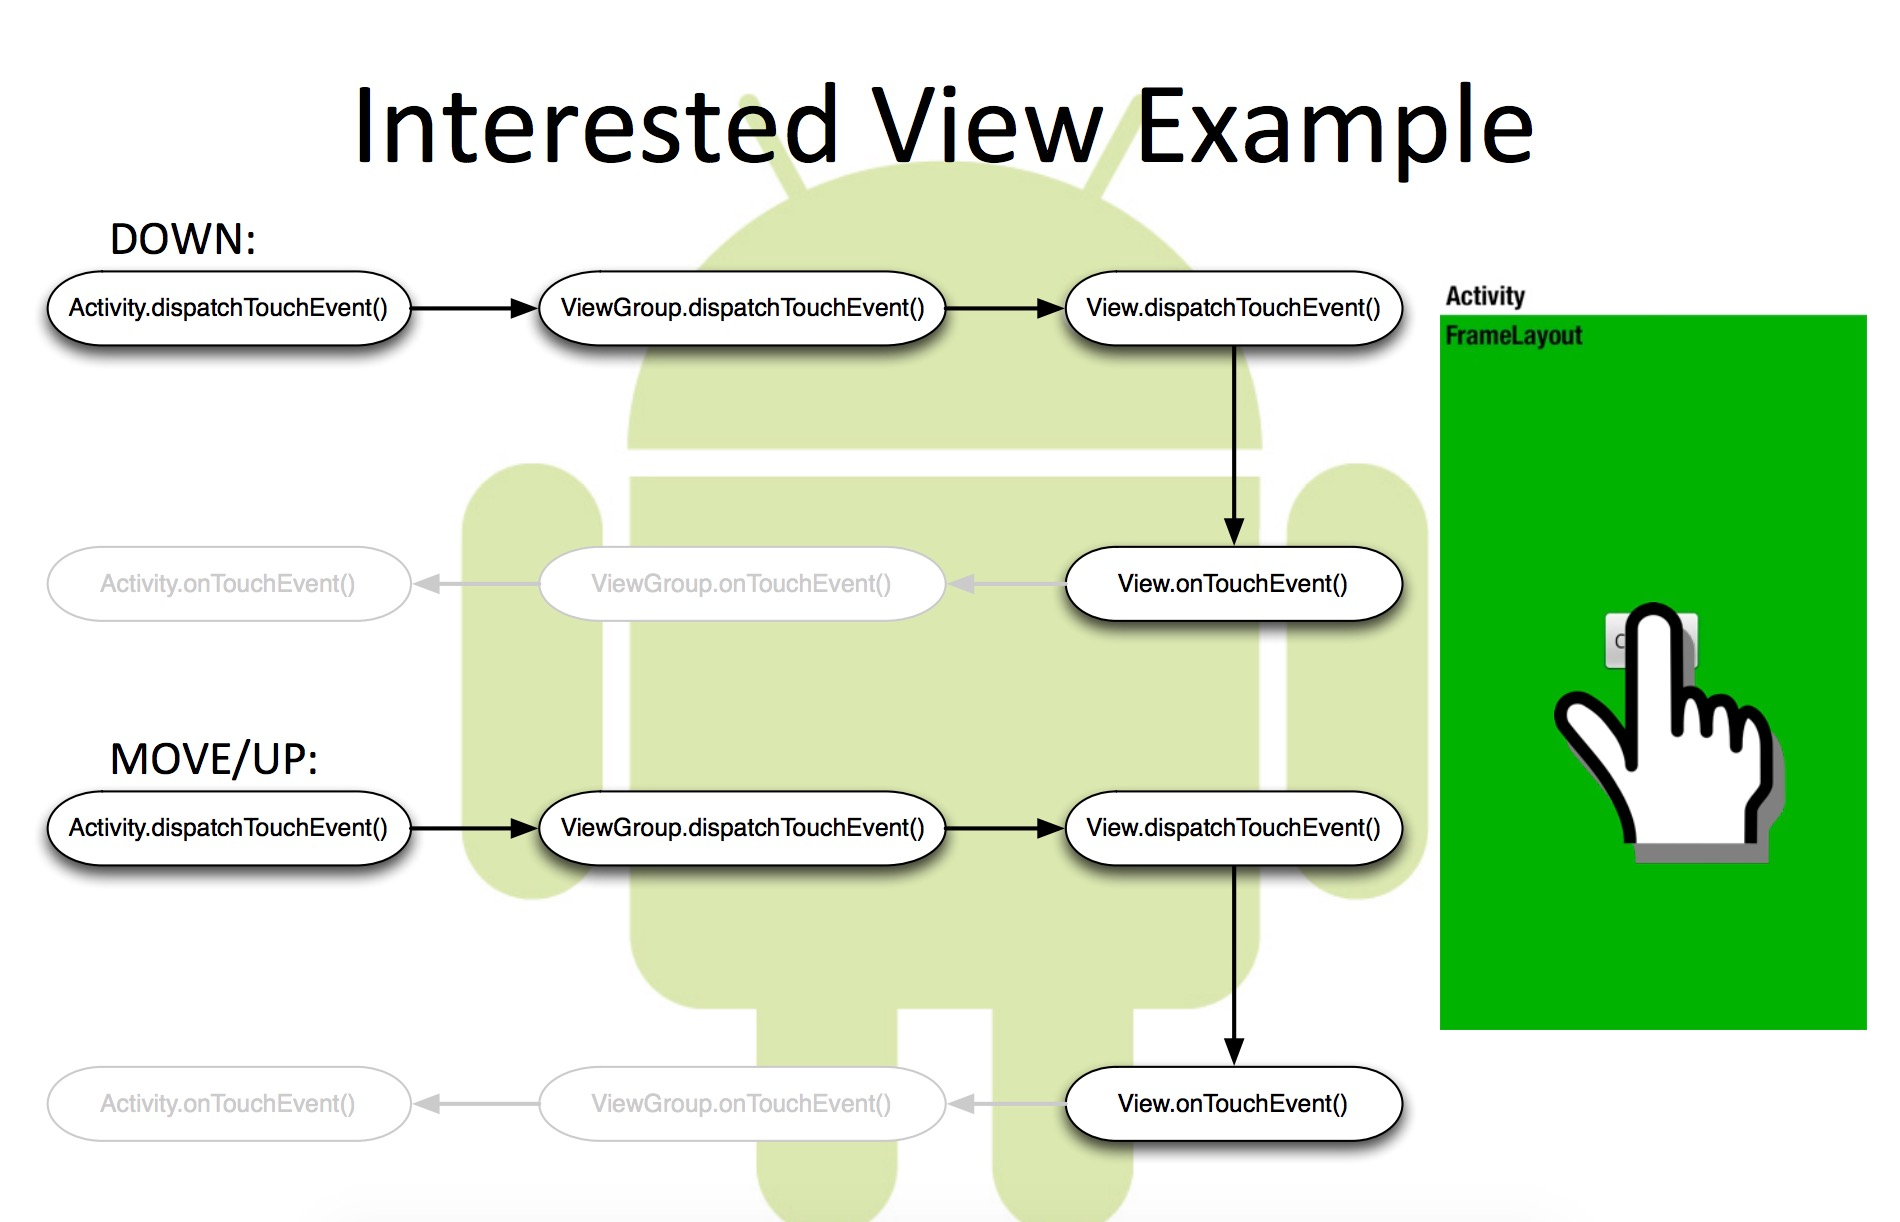 Interested View Example
DOWN:
Activity.dispatchTouchEvent()
ViewGroup.dispatchTouchEvent()
View.dispatchTouchEvent()
Activity.onTouchEvent()
ViewGroup.onTouchEvent()
View.onTouchEvent()
MOVE/UP:
Activity.dispatchTouchEvent()
ViewGroup.dispatchTouchEvent()
View.dispatchTouchEvent()
Activity.onTouchEvent()
ViewGroup.onTouchEvent()
View.onTouchEvent()
Activity
FrameLayout